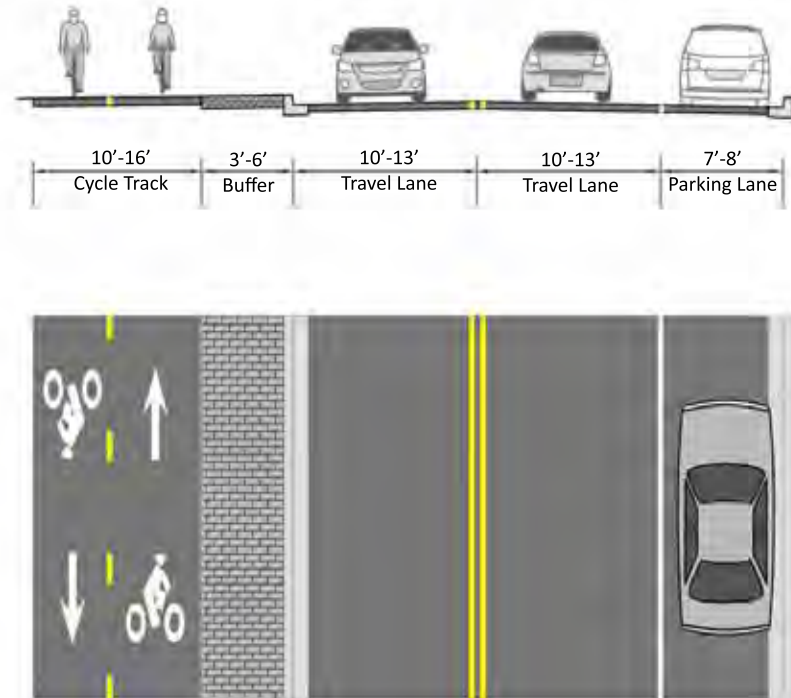 10’-16’ 3’-6’ 10’-13’ 10’-13’ 7’-8’
Cycle Track Buffer Travel Lane Travel Lane Parking Lane